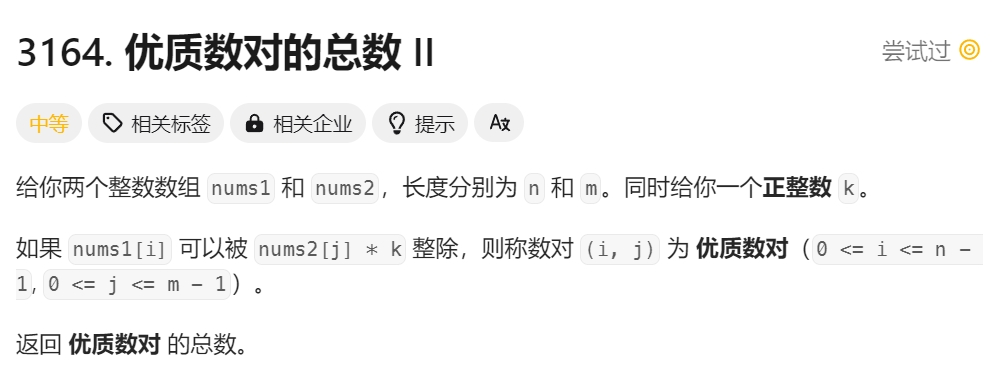 3164. 优质数对的总数 II
尝试过
中等 相关标签 相关企业 提示
给你两个整数数组 nums1 和 nums2，长度分别为 n 和 m。同时给你一个正整数 k。
如果 nums1[i] 可以被 nums2[j] * k 整除，则称数对 (i, j) 为 优质数对（0 <= i <= n -
1, 0 <= j <= m - 1）。
返回 优质数对 的总数。